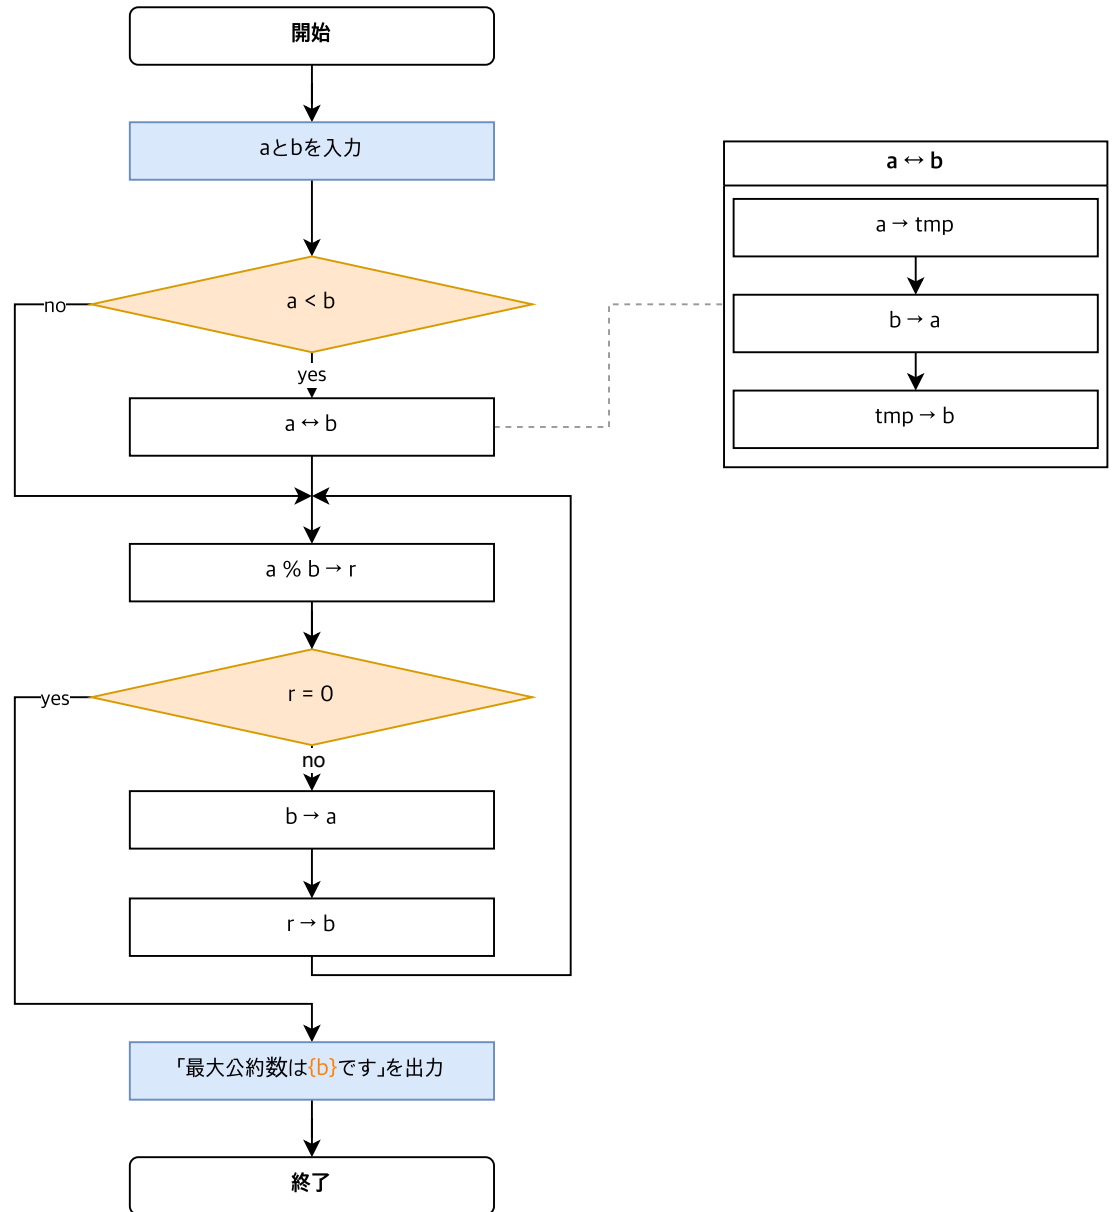 開始
aとbを入力
a < b
no
yes
a ↔ b
a ↔ b
a → tmp
b → a
tmp → b
a % b → r
r = 0
yes
no
b → a
r → b
「最大公約数は{b}です」を出力
終了